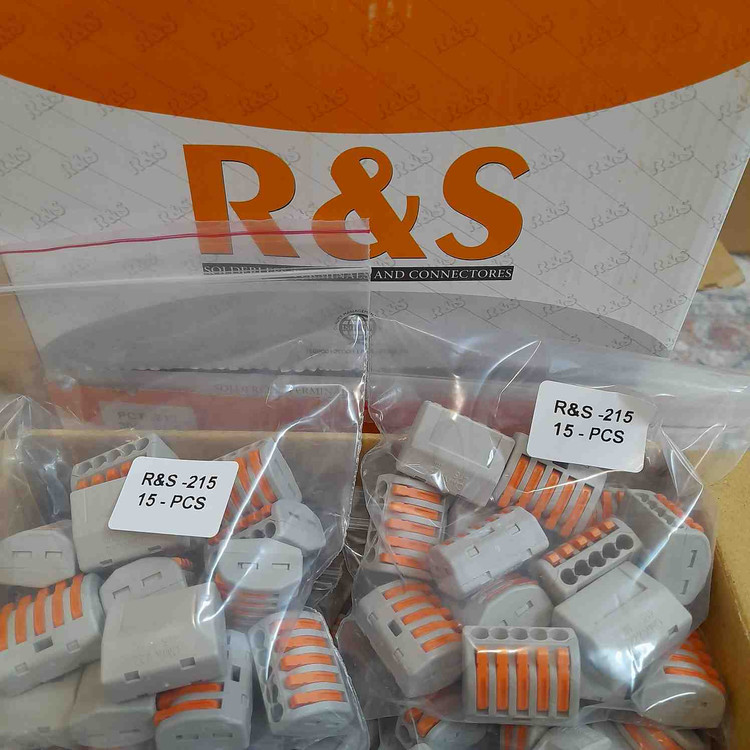 R&S
SOLDERLESS TERMINALS AND CONNECTORES
R&S -215
15 - PCS
R&S -215
15 - PCS